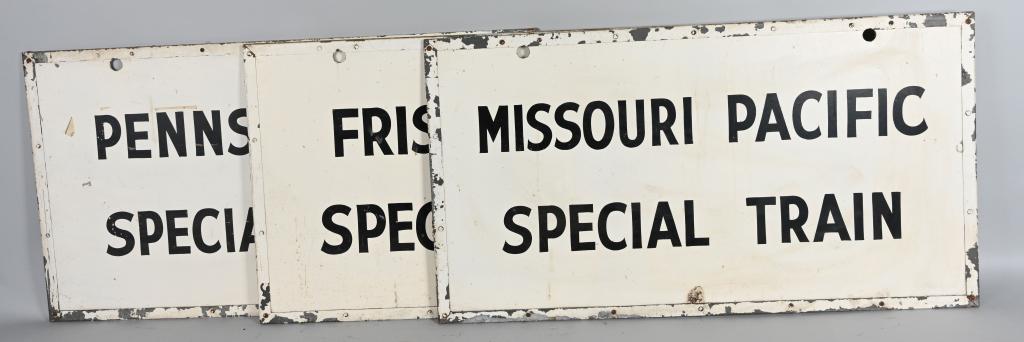 PENNS
SPECIA
FRIS
SPEC
MISSOURI PACIFIC
SPECIAL TRAIN